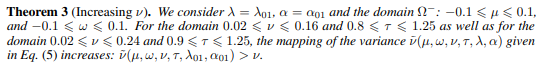 Theorem 3 (Increasing ν). We consider λ = λ₀₁, α = α₀₁ and the domain Ω⁻: −0.1 ⩽ μ ⩽ 0.1,
and −0.1 ⩽ ω ⩽ 0.1. For the domain 0.02 ⩽ ν ⩽ 0.16 and 0.8 ⩽ τ ⩽ 1.25 as well as for the
domain 0.02 ⩽ ν ⩽ 0.24 and 0.9 ⩽ τ ⩽ 1.25, the mapping of the variance ν̃(μ, ω, ν, τ, λ, α) given
in Eq. (5) increases: ν̃(μ, ω, ν, τ, λ₀₁, α₀₁) > ν.